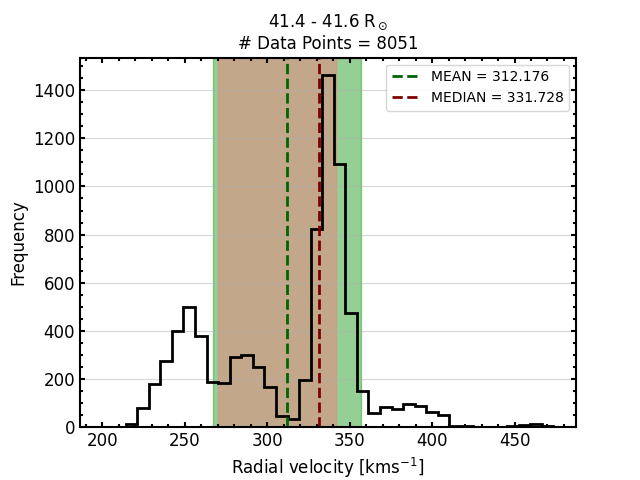 41.4 - 41.6 R⊙
# Data Points = 8051
MEAN = 312.176
MEDIAN = 331.728
Frequency
1400
1200
1000
800
600
400
200
0
200 250 300 350 400 450
Radial velocity [kms⁻¹]